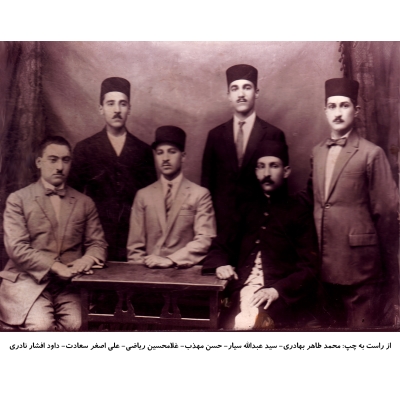 از راست به چپ: محمد طاهر بهادری- سید عبدالله سیار- حسن مهذب- غلامحسین ریاضی- علی اصغر سعادت- داود افشار نادری